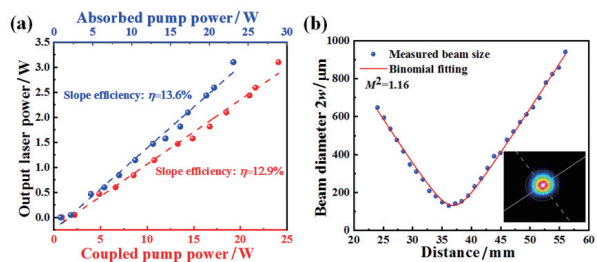 (a)
Absorbed pump power/W
0 5 10 15 20 25 30
Output laser power/W
3.5
3.0
2.5
2.0
1.5
1.0
0.5
0.0
Slope efficiency: η=13.6%
Slope efficiency: η=12.9%
0 5 10 15 20 25
Coupled pump power/W
(b)
Beam diameter 2w/μm
1000
800
600
400
200
0
Measured beam size
Binomial fitting
M²=1.16
20 25 30 35 40 45 50 55 60
Distance/mm